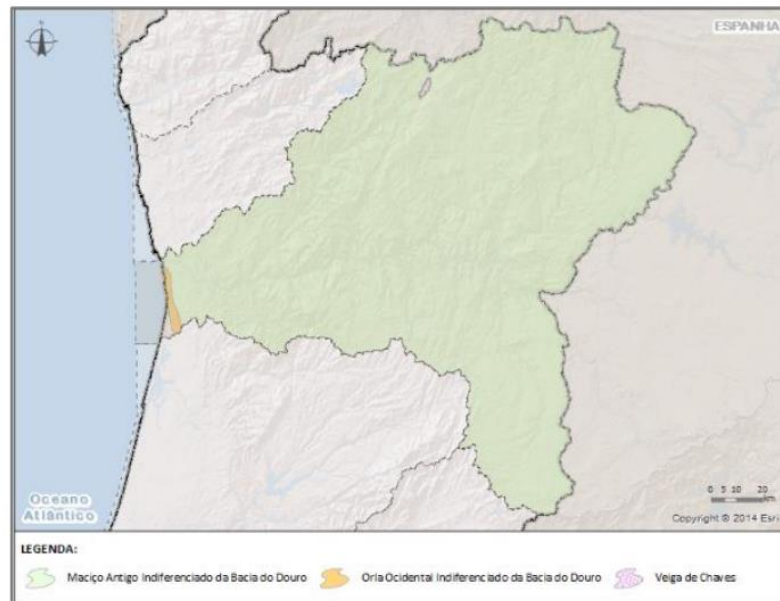 ESPANHA
Oceano
Atlântico
0 5 10 20
Copyright © 2014 Esri
LEGENDA:
Maciço Antigo Indiferenciado da Bacia do Douro Orla Ocidental Indiferenciado da Bacia do Douro Veiga de Chaves